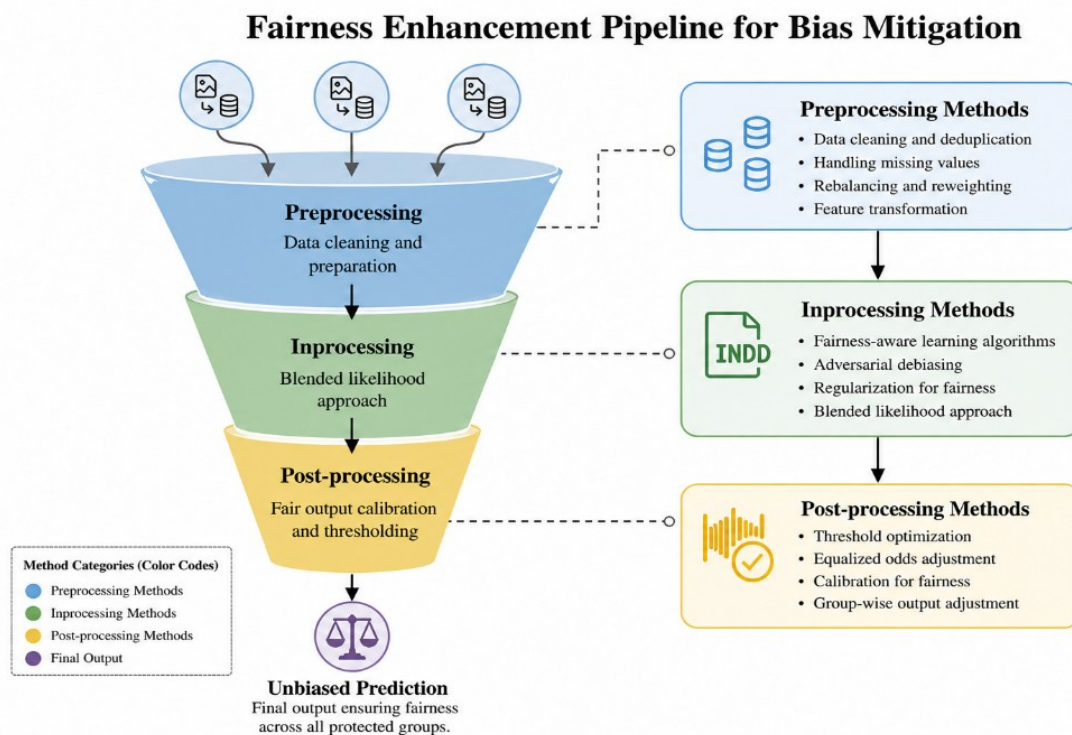 Fairness Enhancement Pipeline for Bias Mitigation
Preprocessing
Data cleaning and
preparation
Inprocessing
Blended likelihood
approach
Post-processing
Fair output calibration
and thresholding
Unbiased Prediction
Final output ensuring fairness
across all protected groups.
Preprocessing Methods
• Data cleaning and deduplication
• Handling missing values
• Rebalancing and reweighting
• Feature transformation
INDD
Inprocessing Methods
• Fairness-aware learning algorithms
• Adversarial debiasing
• Regularization for fairness
• Blended likelihood approach
Post-processing Methods
• Threshold optimization
• Equalized odds adjustment
• Calibration for fairness
• Group-wise output adjustment
Method Categories (Color Codes)
Preprocessing Methods
Inprocessing Methods
Post-processing Methods
Final Output